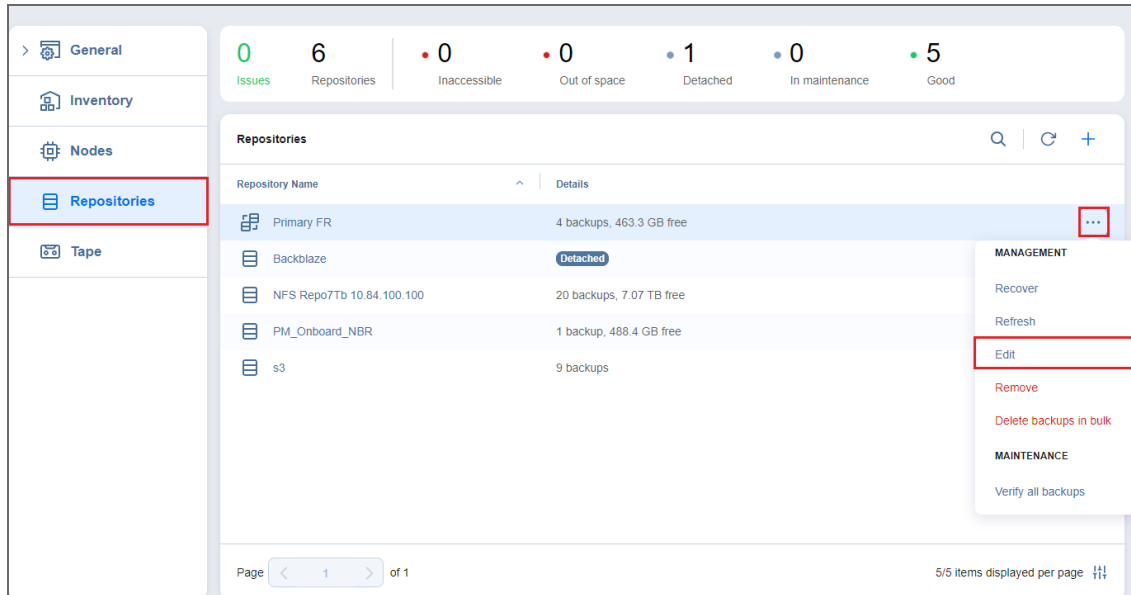 General
Inventory
Nodes
Repositories
Tape
0 6 0 0 1 0 5
Issues Repositories Inaccessible Out of space Detached In maintenance Good
Repositories
Repository Name Details
Primary FR 4 backups, 463.3 GB free
Backblaze Detached
NFS Repo7Tb 10.84.100.100 20 backups, 7.07 TB free
PM_Onboard_NBR 1 backup, 488.4 GB free
s3 9 backups
MANAGEMENT
Recover
Refresh
Edit
Remove
Delete backups in bulk
MAINTENANCE
Verify all backups
Page 1 of 1 5/5 items displayed per page